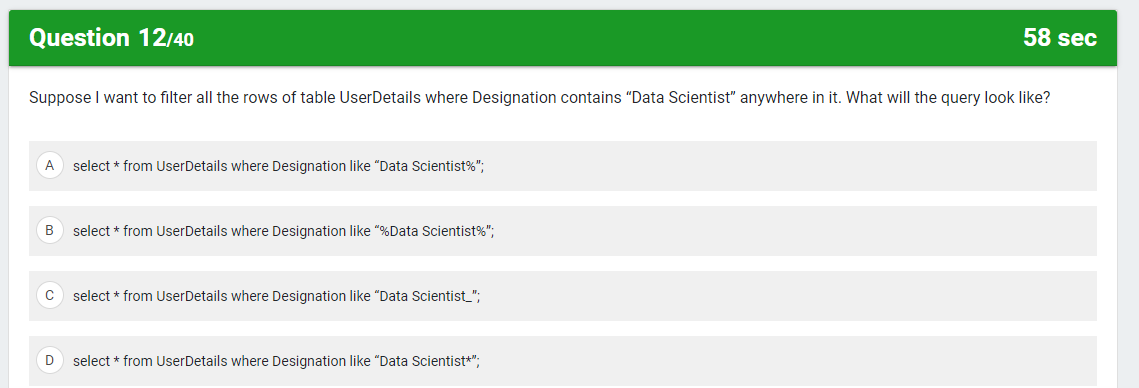 Question 12/40 58 sec
Suppose I want to filter all the rows of table UserDetails where Designation contains “Data Scientist” anywhere in it. What will the query look like?
A select * from UserDetails where Designation like “Data Scientist%”;
B select * from UserDetails where Designation like “%Data Scientist%”;
C select * from UserDetails where Designation like “Data Scientist_”;
D select * from UserDetails where Designation like “Data Scientist*”;